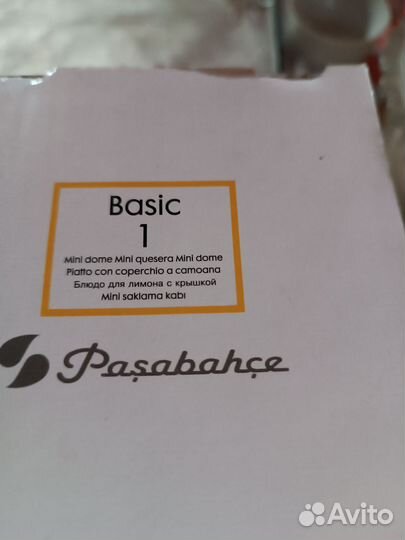 Basic
1
Mini dome Mini quesera Mini dome
Piatto con coperchio a camoana
Блюдо для лимона с крышкой
Mini saklama kabı
Paşabahçe
Avito